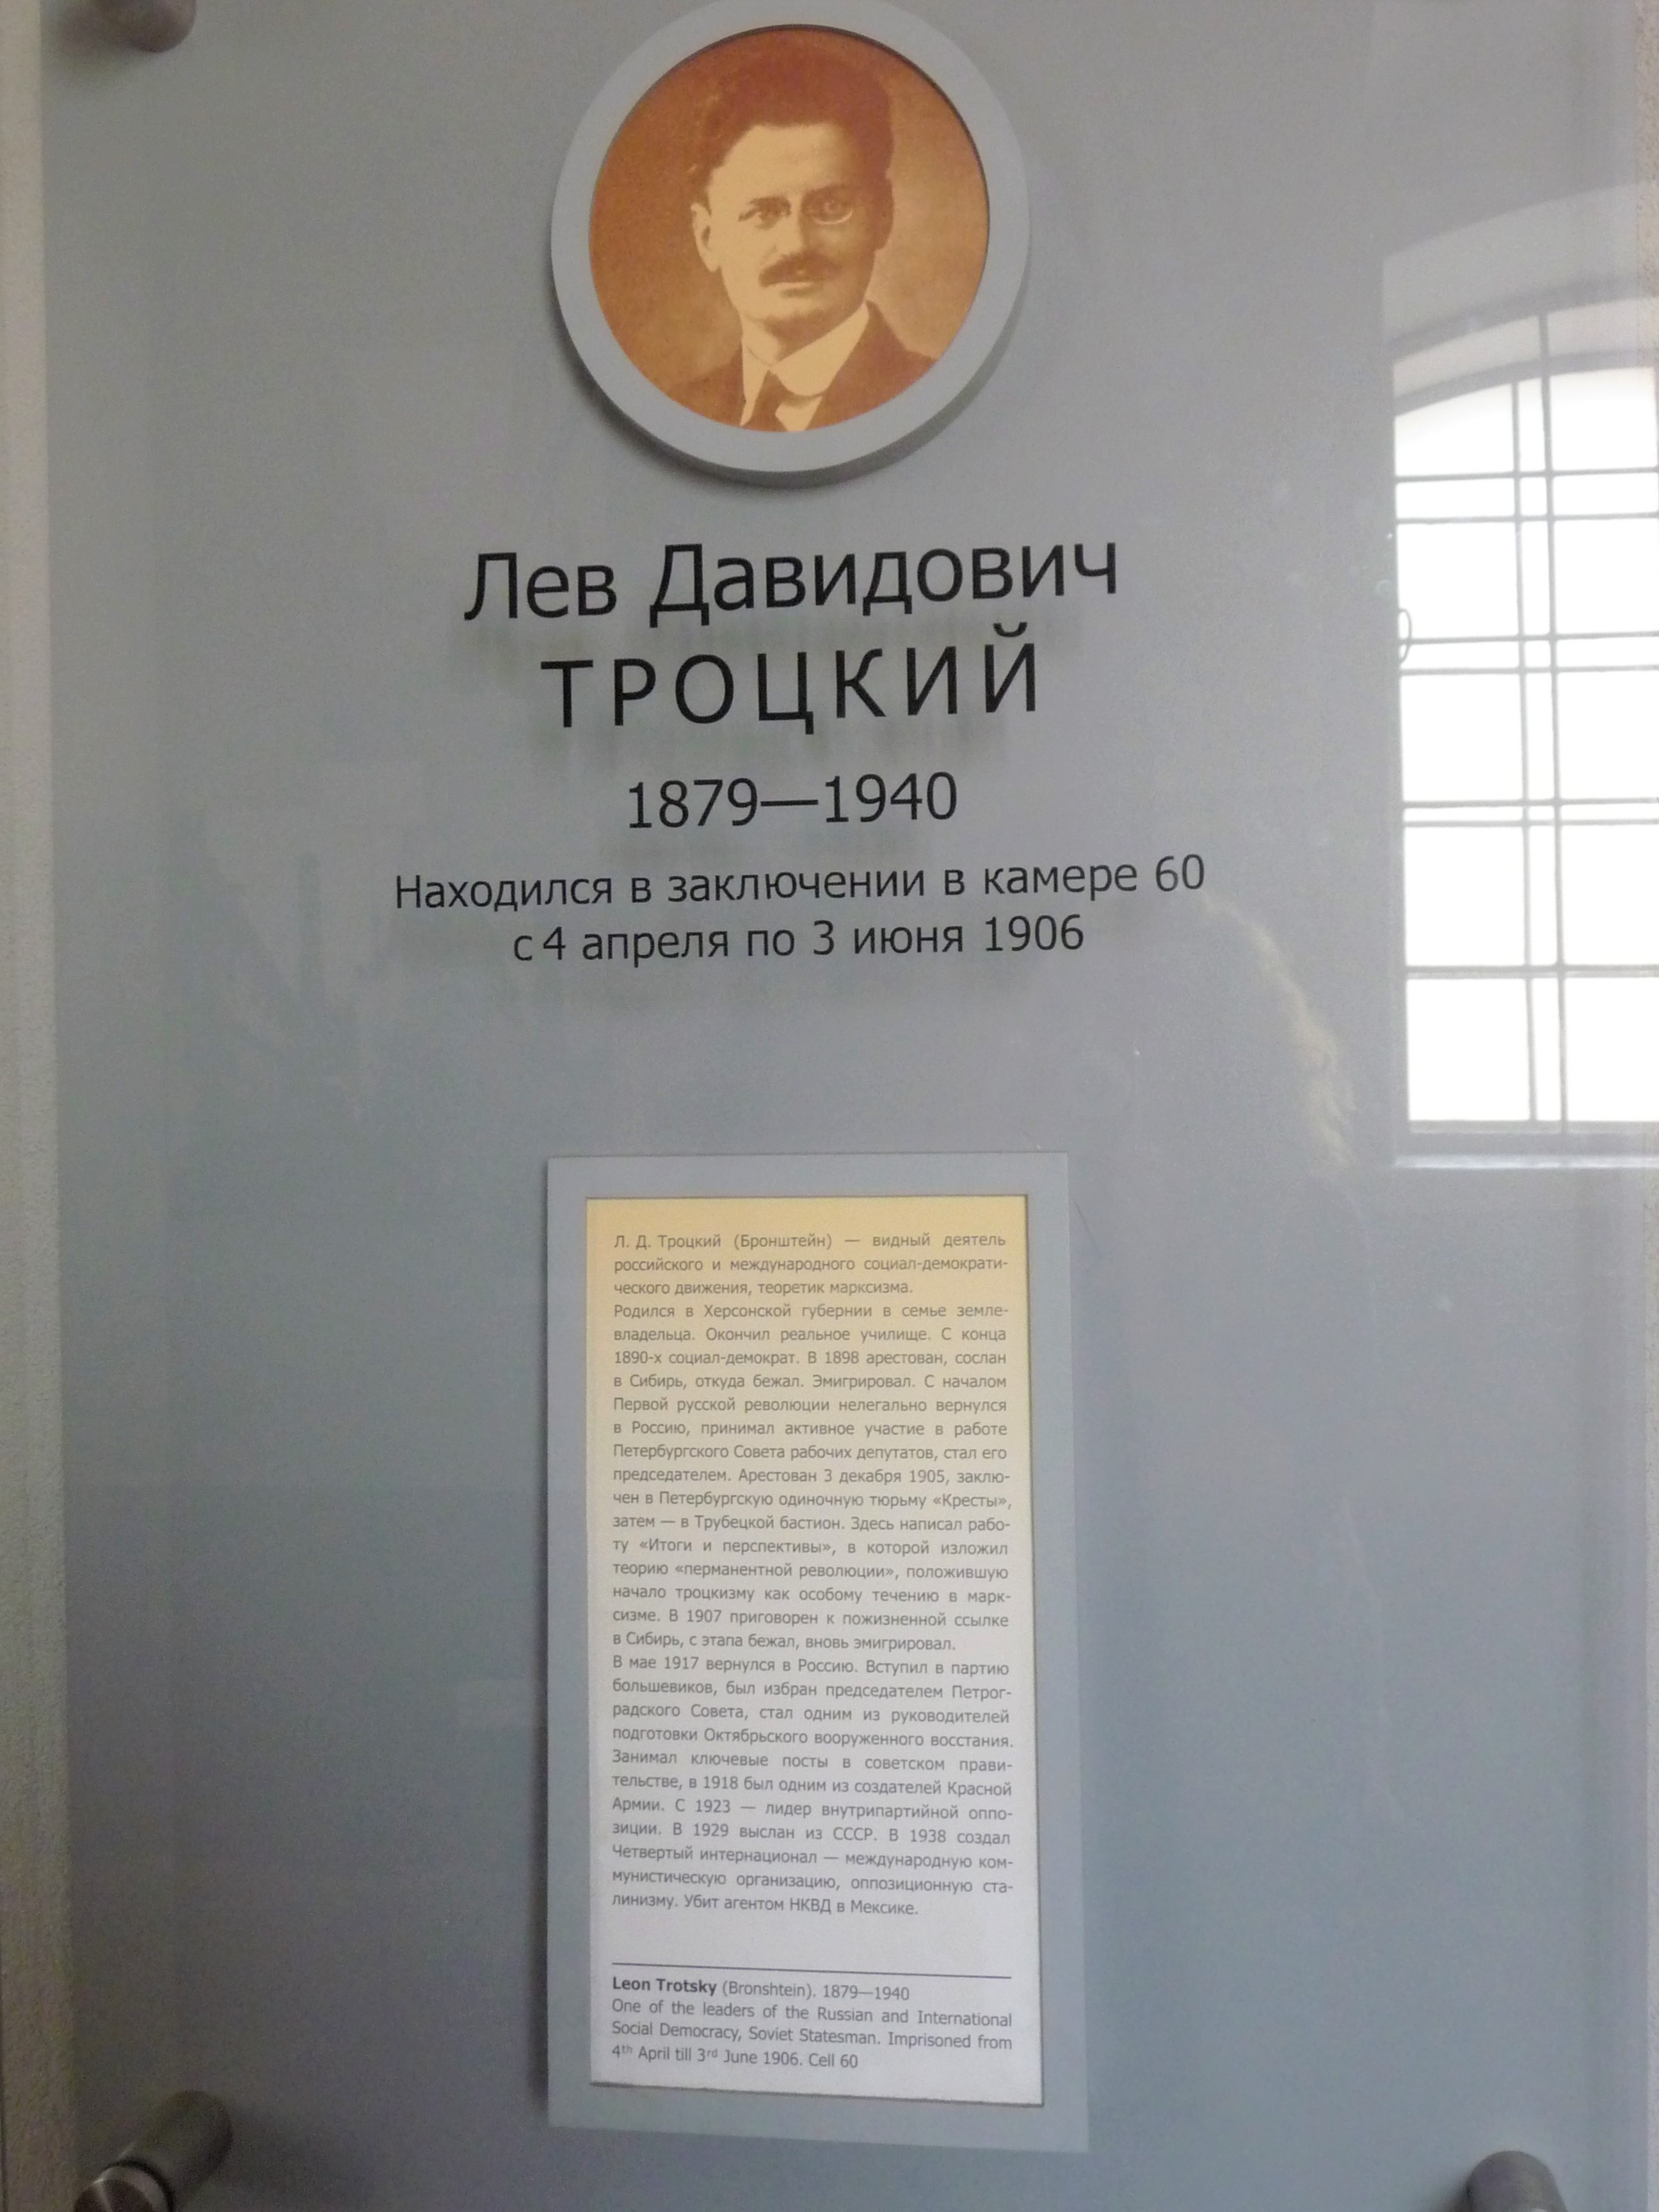 Лев Давидович
ТРОЦКИЙ
1879—1940
Находился в заключении в камере 60
с 4 апреля по 3 июня 1906
Л. Д. Троцкий (Бронштейн) — видный деятель
российского и международного социал-демократи-
ческого движения, теоретик марксизма.
Родился в Херсонской губернии в семье земле-
владельца. Окончил реальное училище. С конца
1890-х социал-демократ. В 1898 арестован, сослан
в Сибирь, откуда бежал. Эмигрировал. С началом
Первой русской революции нелегально вернулся
в Россию, принимал активное участие в работе
Петербургского Совета рабочих депутатов, стал его
председателем. Арестован 3 декабря 1905, заклю-
чен в Петербургскую одиночную тюрьму «Кресты»,
затем — в Трубецкой бастион. Здесь написал рабо-
ту «Итоги и перспективы», в которой изложил
теорию «перманентной революции», положившую
начало троцкизму как особому течению в марк-
сизме. В 1907 приговорен к пожизненной ссылке
в Сибирь, с этапа бежал, вновь эмигрировал.
В мае 1917 вернулся в Россию. Вступил в партию
большевиков, был избран председателем Петрог-
радского Совета, стал одним из руководителей
подготовки Октябрьского вооруженного восстания.
Занимал ключевые посты в советском прави-
тельстве, в 1918 был одним из создателей Красной
Армии. С 1923 — лидер внутрипартийной оппо-
зиции. В 1929 выслан из СССР. В 1938 создал
Четвертый интернационал — международную ком-
мунистическую организацию, оппозиционную ста-
линизму. Убит агентом НКВД в Мексике.
Leon Trotsky (Bronshtein). 1879—1940
One of the leaders of the Russian and International
Social Democracy, Soviet Statesman. Imprisoned from
4th April till 3rd June 1906. Cell 60